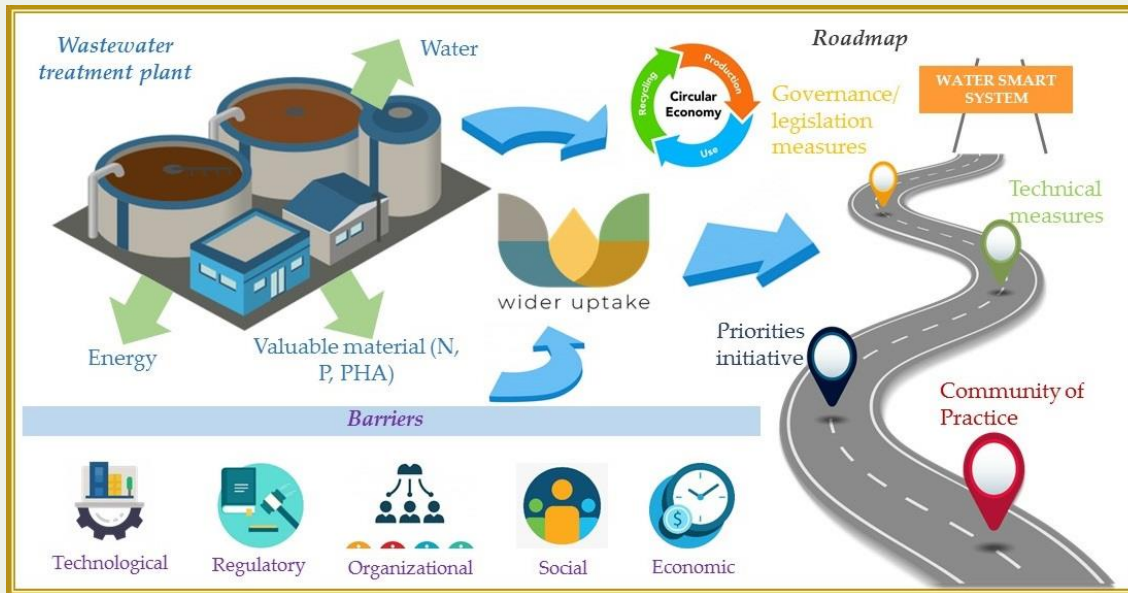 Wastewater
treatment plant
Water
Energy
Valuable material (N,
P, PHA)
Recycling
Production
Use
Circular
Economy
wider uptake
Roadmap
WATER SMART
SYSTEM
Governance/
legislation
measures
Technical
measures
Priorities
initiative
Community of
Practice
Barriers
Technological
Regulatory
Organizational
Social
Economic
$